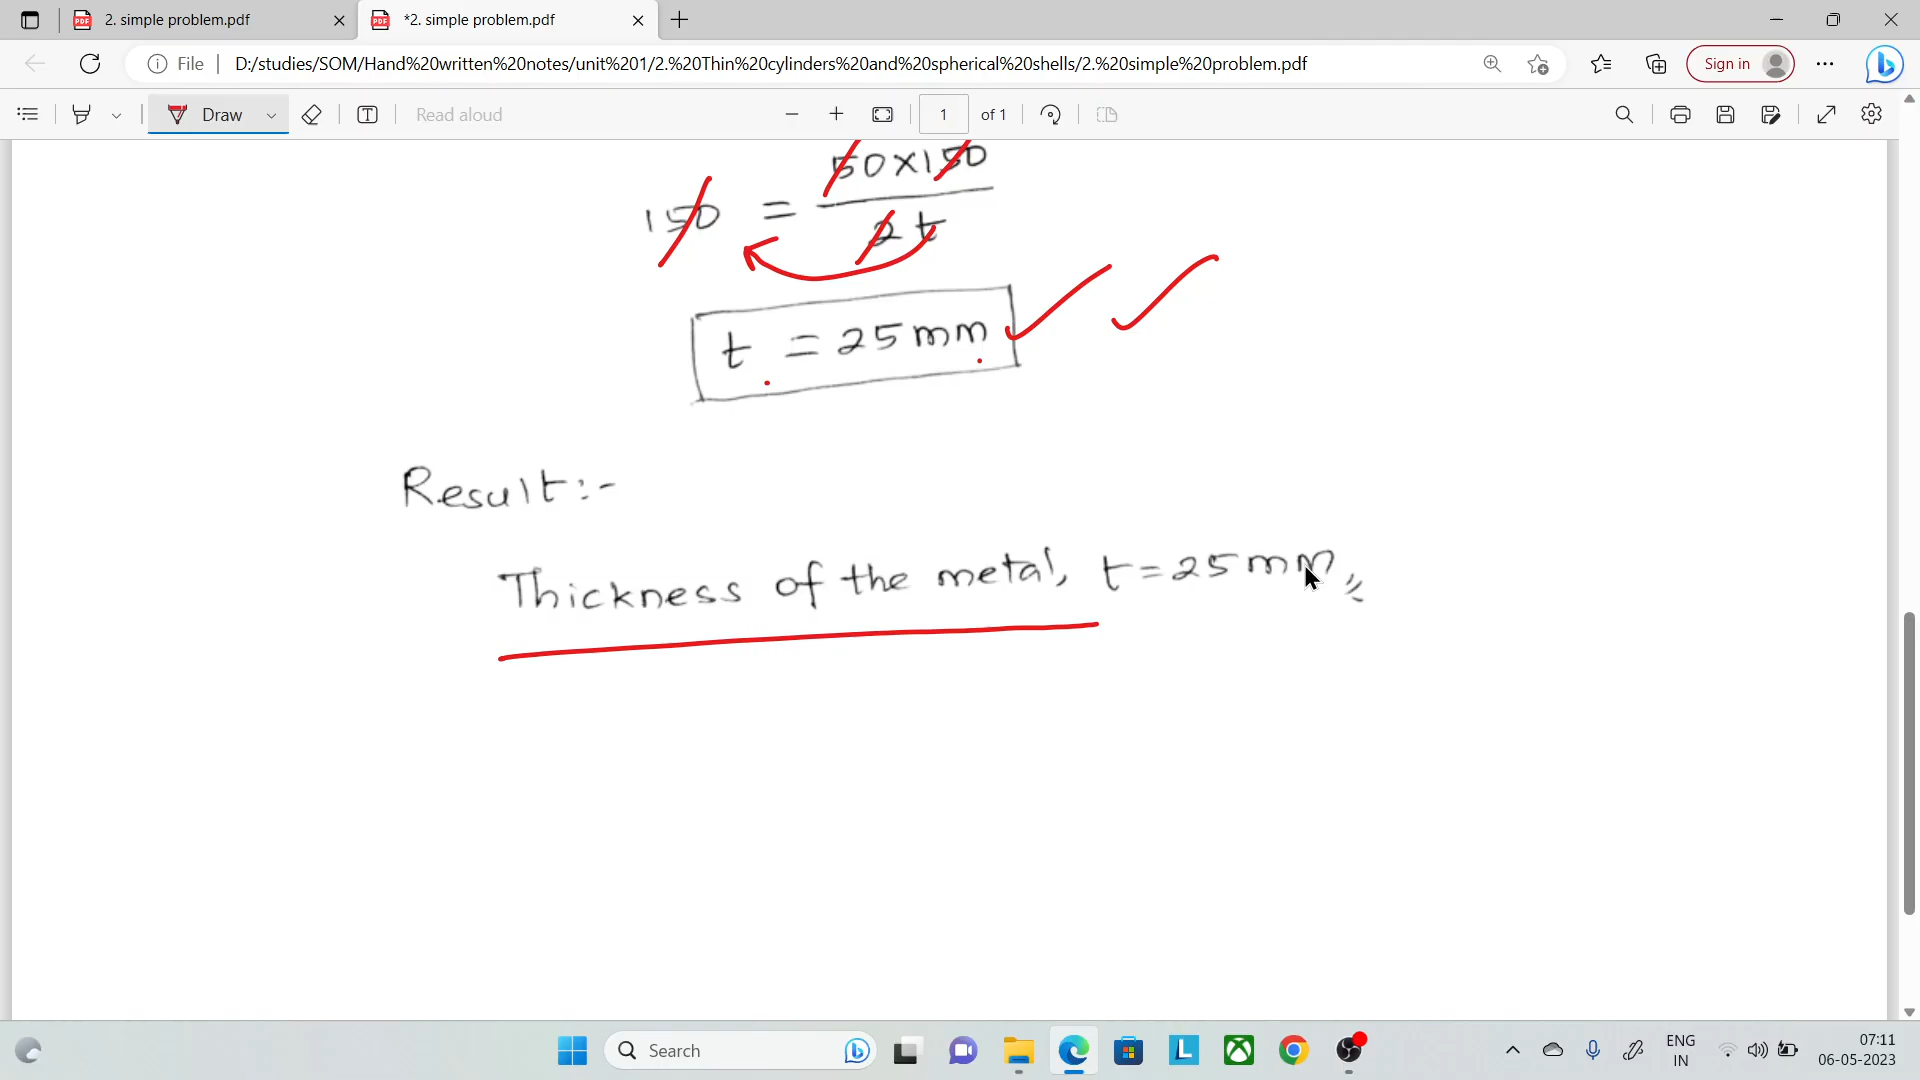 2. simple problem.pdf
*2. simple problem.pdf
File
D:/studies/SOM/Hand%20written%20notes/unit%201/2.%20Thin%20cylinders%20and%20spherical%20shells/2.%20simple%20problem.pdf
Sign in
Draw
Read aloud
1 of 1
50×150
150 = 2t
t = 25mm
Result:-
Thickness of the metal, t=25mm
Search
ENG
IN
07:11
06-05-2023